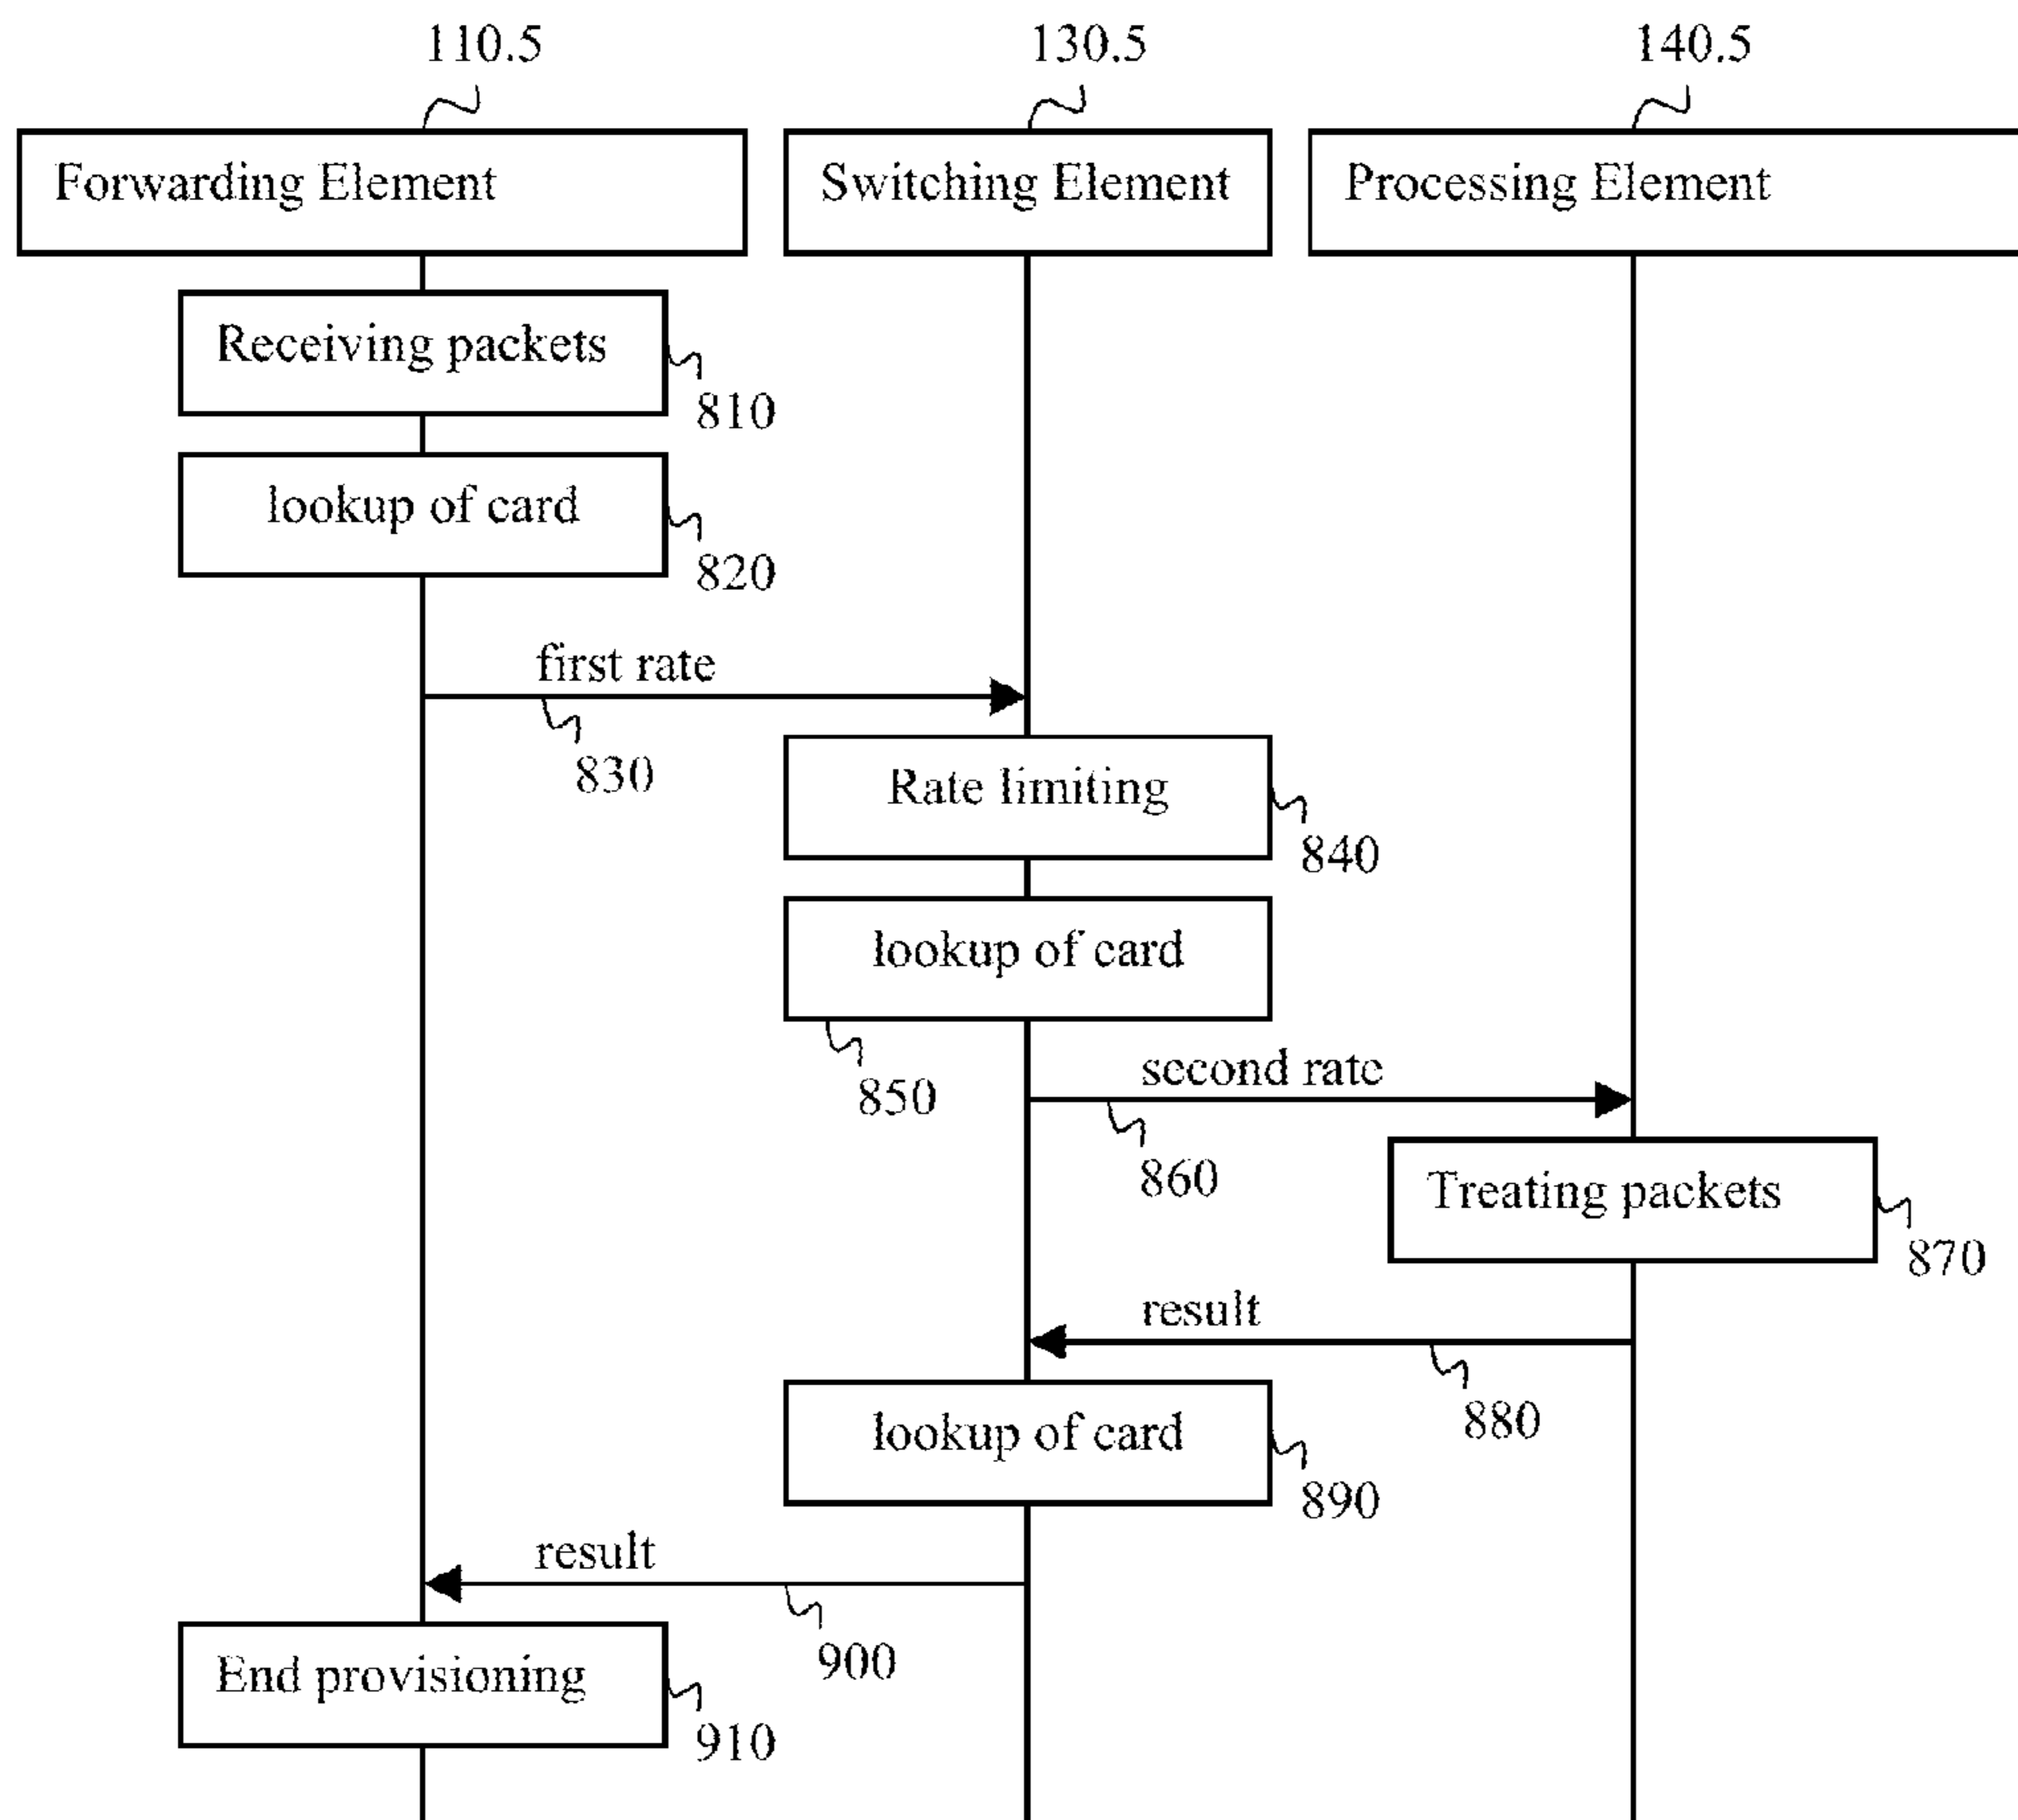 110.5
130.5
140.5
Forwarding Element
Switching Element
Processing Element
Receiving packets
810
lookup of card
820
first rate
830
Rate limiting
840
lookup of card
850
second rate
860
Treating packets
870
result
880
lookup of card
890
result
900
End provisioning
910